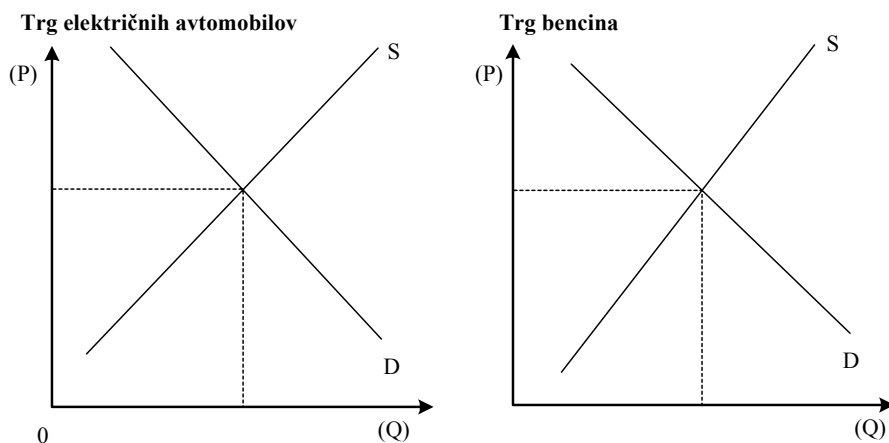 Trg električnih avtomobilov
(P)
S
D
0
(Q)
Trg bencina
(P)
S
D
(Q)